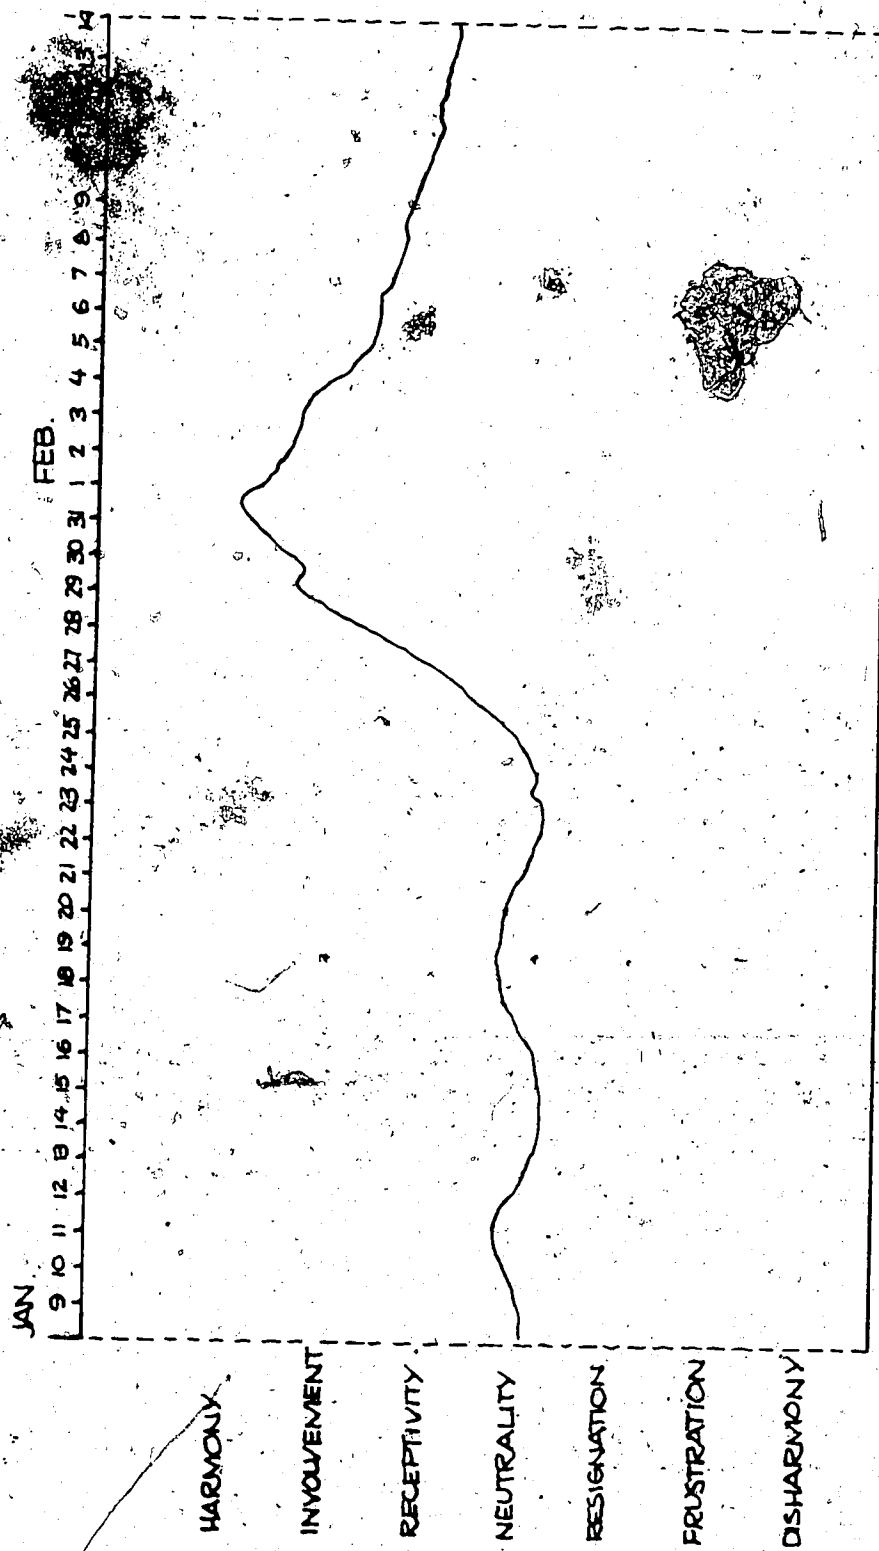 JAN. FEB.
9 10 11 12 13 14 15 16 17 18 19 20 21 22 23 24 25 26 27 28 29 30 31 1 2 3 4 5 6 7 8 9 13 14
HARMONY
INVOLVEMENT
RECEPTIVITY
NEUTRALITY
RESIGNATION
FRUSTRATION
DISHARMONY